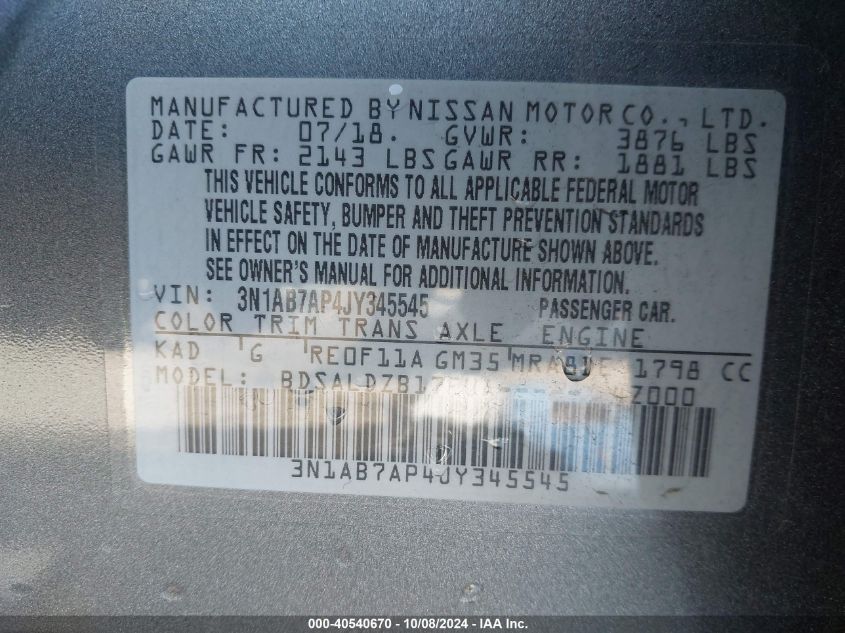 MANUFACTURED BY NISSAN MOTOR CO., LTD.
DATE: 07/18. GVWR: 3876 LBS
GAWR FR: 2143 LBS GAWR RR: 1881 LBS
THIS VEHICLE CONFORMS TO ALL APPLICABLE FEDERAL MOTOR
VEHICLE SAFETY, BUMPER AND THEFT PREVENTION STANDARDS
IN EFFECT ON THE DATE OF MANUFACTURE SHOWN ABOVE.
SEE OWNER'S MANUAL FOR ADDITIONAL INFORMATION.
VIN: 3N1AB7AP4JY345545 PASSENGER CAR.
COLOR TRIM TRANS AXLE ENGINE
KAD G RE0F11A GM35 1798 CC
MODEL: Z000
3N1AB7AP4JY345545
000-40540670 - 10/08/2024 - IAA Inc.